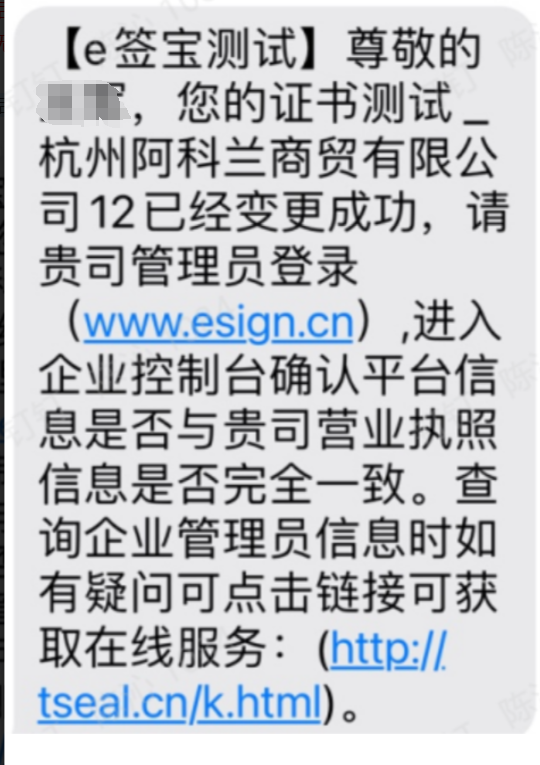 【e签宝测试】尊敬的
，您的证书测试_
杭州阿科兰商贸有限公
司12已经变更成功，请
贵司管理员登录
（www.esign.cn）,进入
企业控制台确认平台信
息是否与贵司营业执照
信息是否完全一致。查
询企业管理员信息时如
有疑问可点击链接可获
取在线服务：(http://
tseal.cn/k.html)。